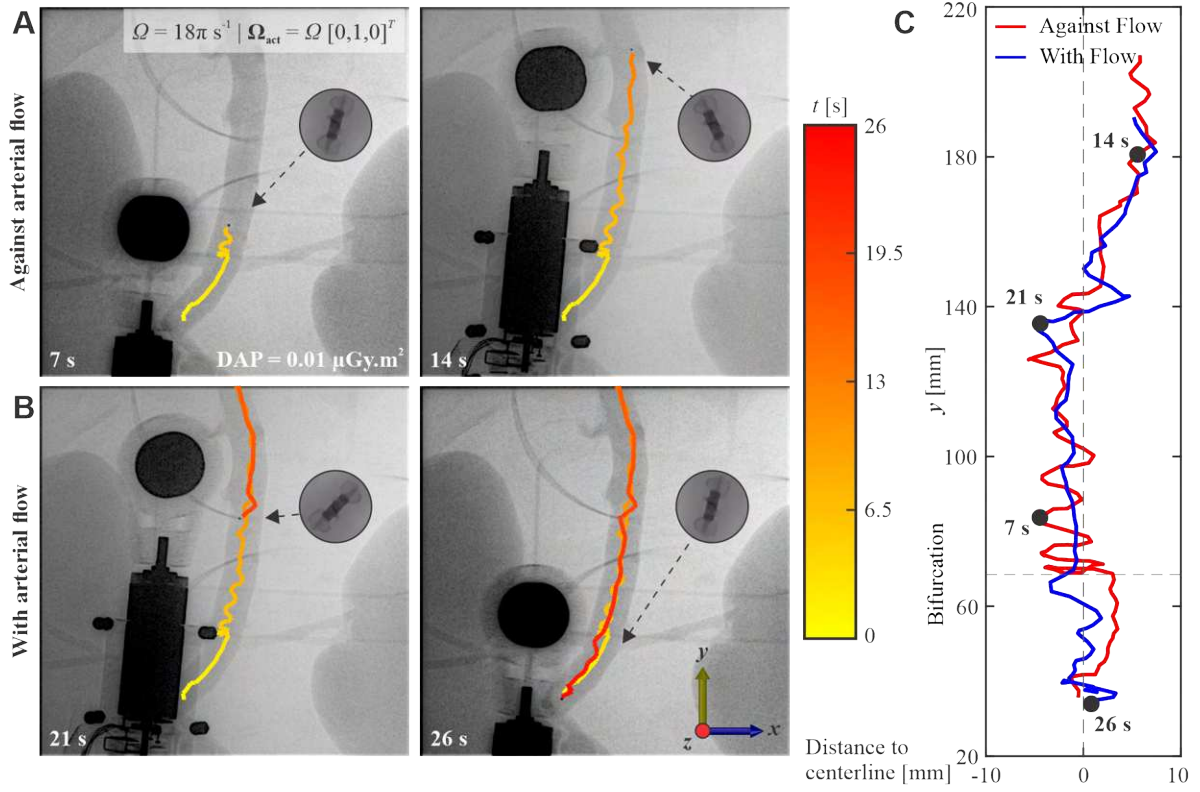 A
Against arterial flow
Ω = 18π s⁻¹ | Ω_act = Ω [0,1,0]ᵀ
7 s
DAP = 0.01 μGy.m²
14 s
B
With arterial flow
21 s
26 s
y
z
x
t [s]
26
19.5
13
6.5
0
C
Against Flow
With Flow
220
180
140
100
60
20
y [mm]
Bifurcation
14 s
21 s
7 s
26 s
Distance to
centerline [mm]
-10
0
10